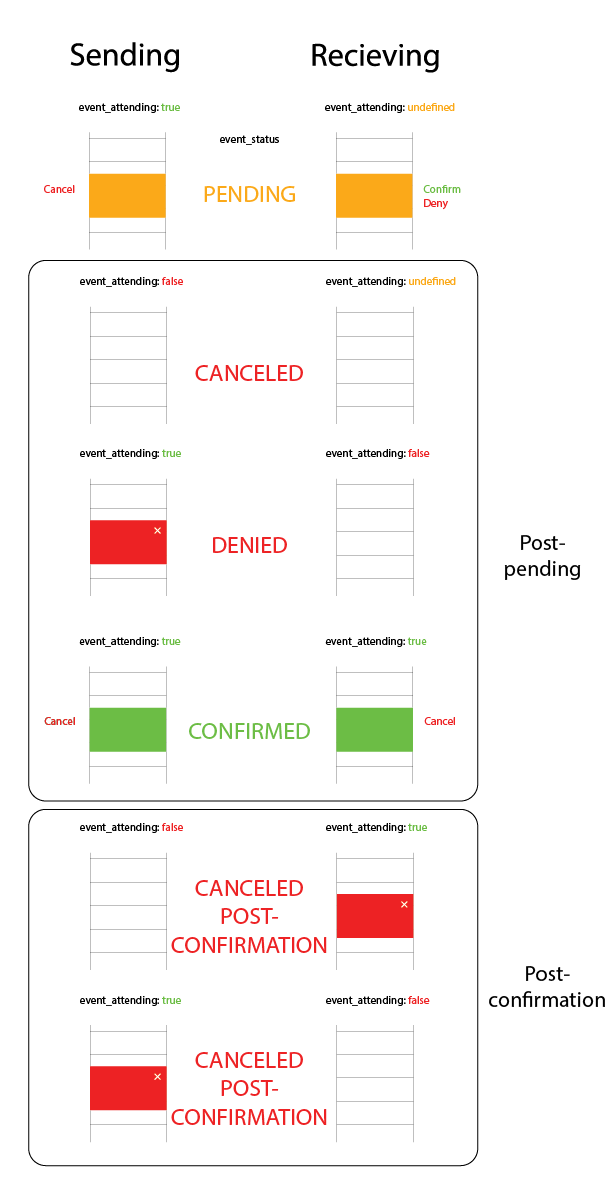 Sending
Recieving
event_attending: true
event_attending: undefined
event_status
Cancel
PENDING
Confirm
Deny
event_attending: false
event_attending: undefined
CANCELED
event_attending: true
event_attending: false
×
DENIED
Post-
pending
event_attending: true
event_attending: true
Cancel
CONFIRMED
Cancel
event_attending: false
event_attending: true
CANCELED
POST-
CONFIRMATION
×
Post-
confirmation
event_attending: true
event_attending: false
×
CANCELED
POST-
CONFIRMATION